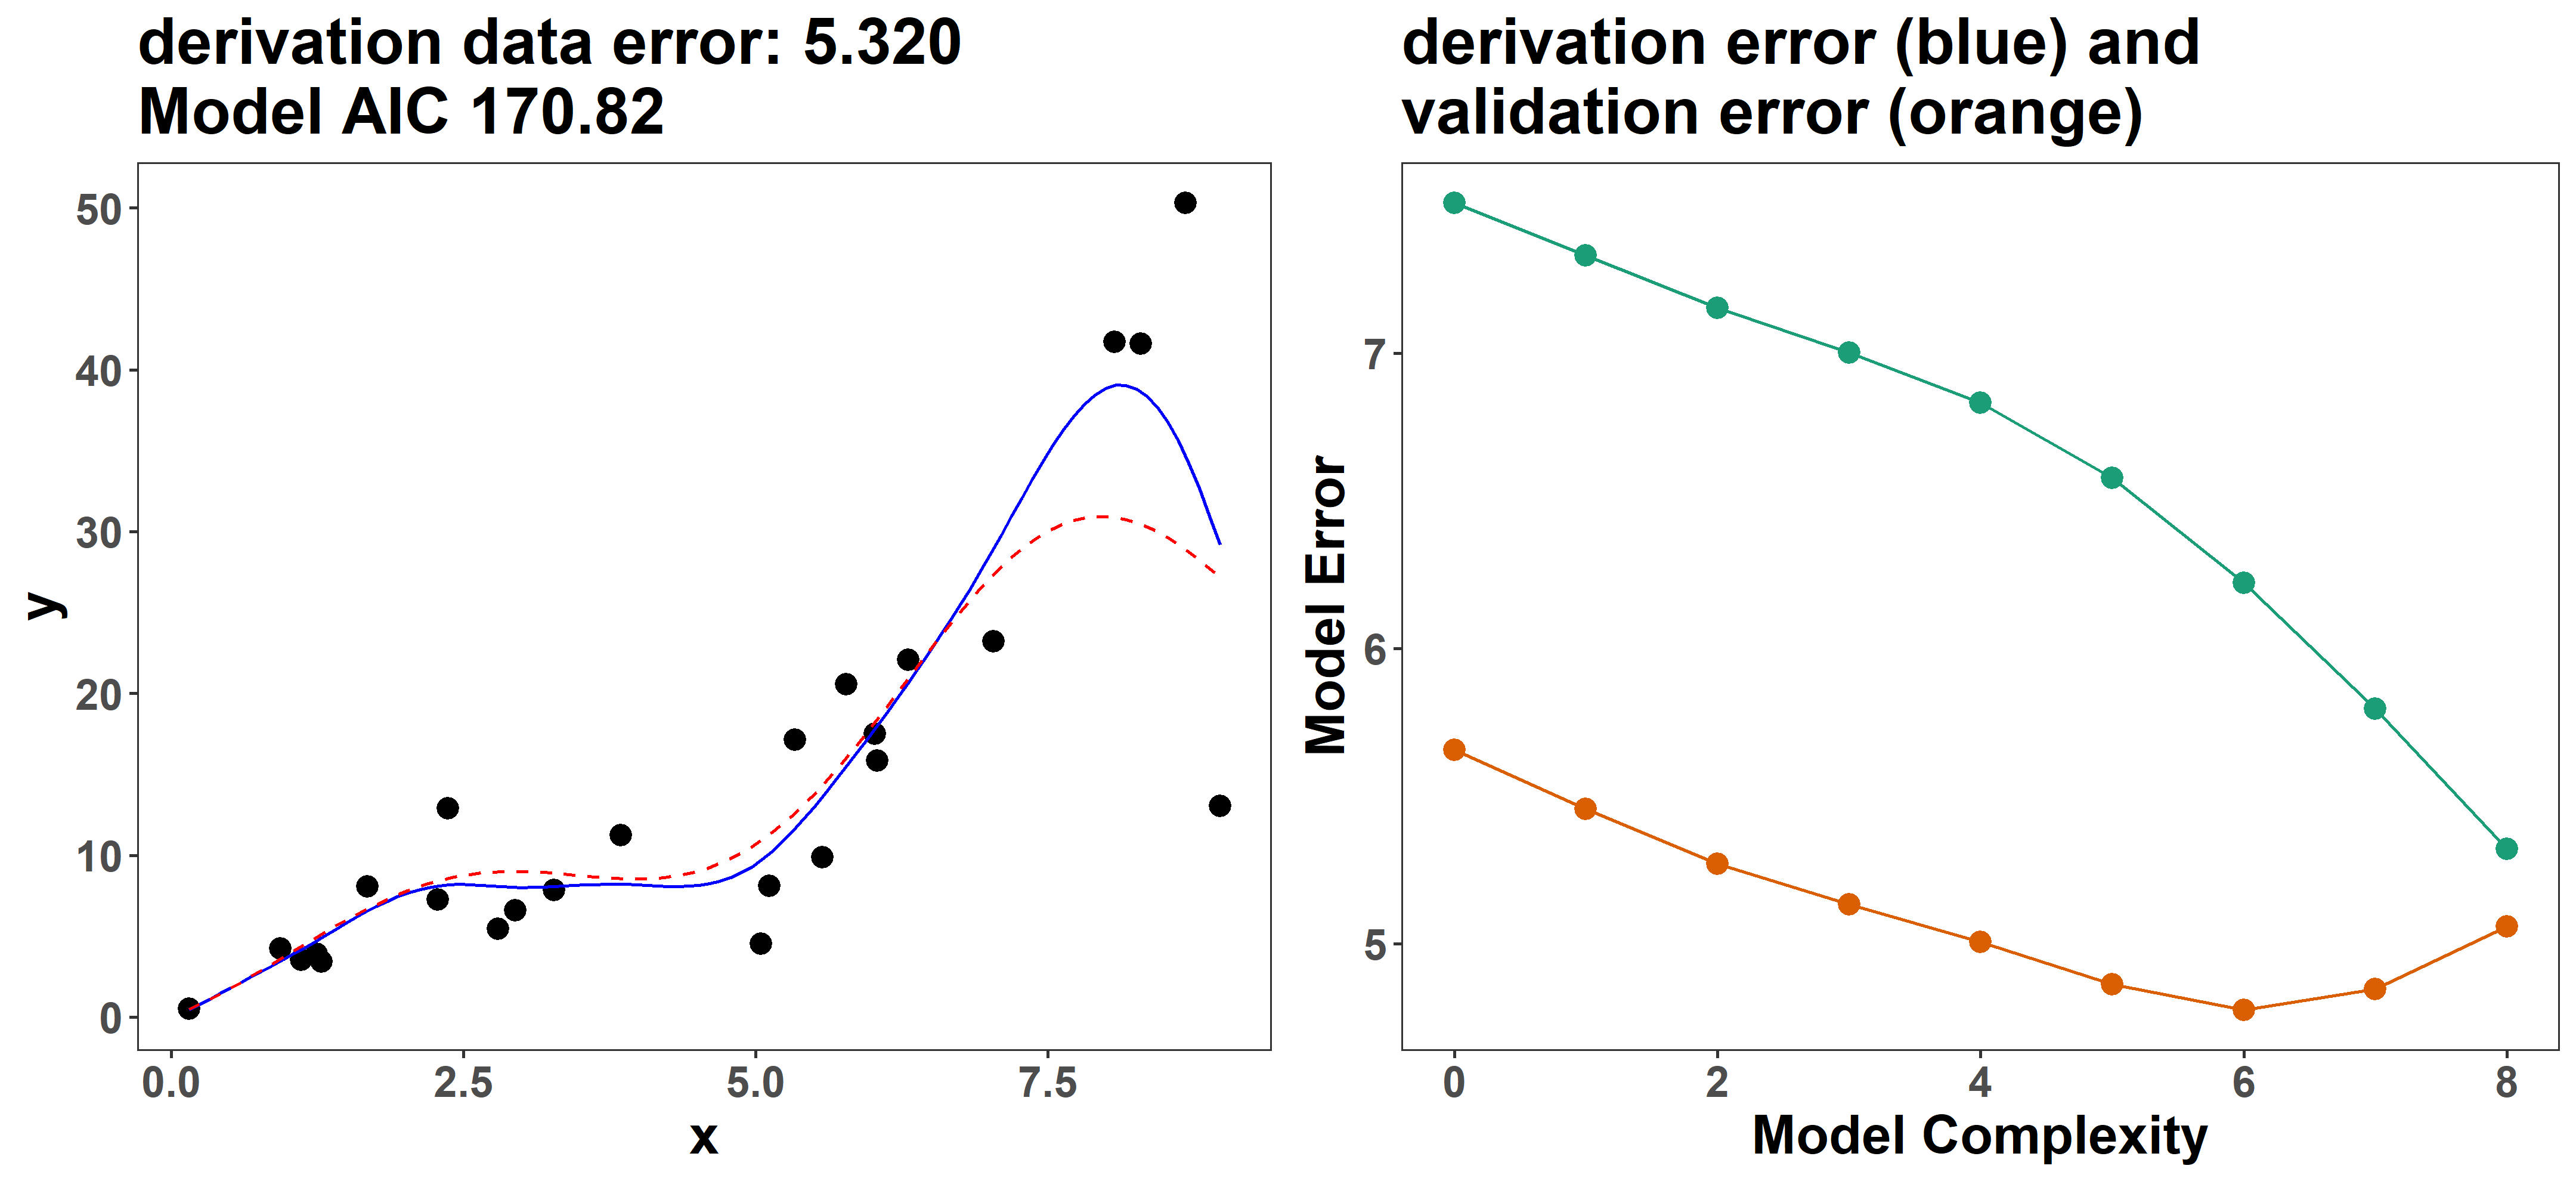 derivation data error: 5.320
Model AIC 170.82
50
40
30
20
10
0
y
0.0 2.5 5.0 7.5
x
derivation error (blue) and
validation error (orange)
7
6
5
Model Error
0 2 4 6 8
Model Complexity